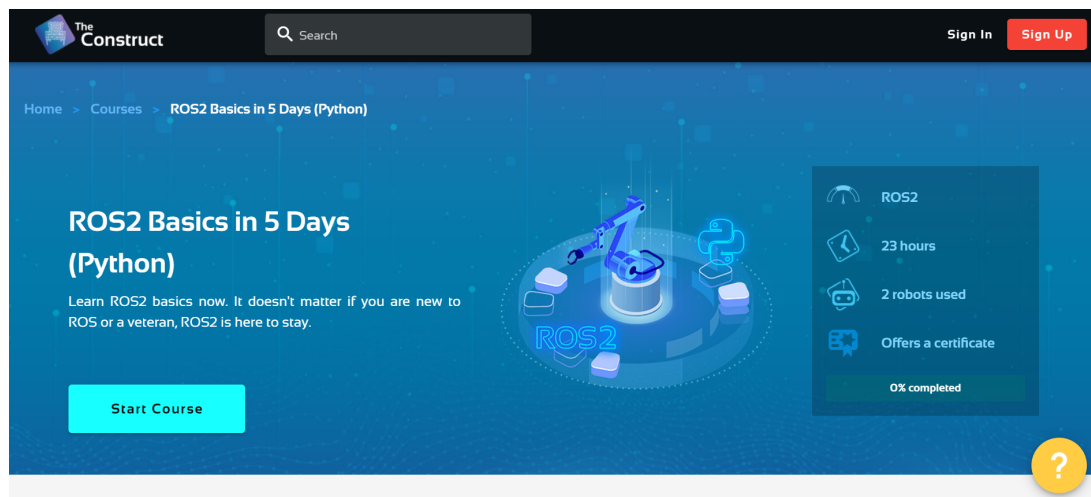 The
Construct
Search
Sign In
Sign Up
Home > Courses > ROS2 Basics in 5 Days (Python)
ROS2 Basics in 5 Days
(Python)
Learn ROS2 basics now. It doesn't matter if you are new to
ROS or a veteran, ROS2 is here to stay.
Start Course
ROS2
ROS2
23 hours
2 robots used
Offers a certificate
0% completed
?